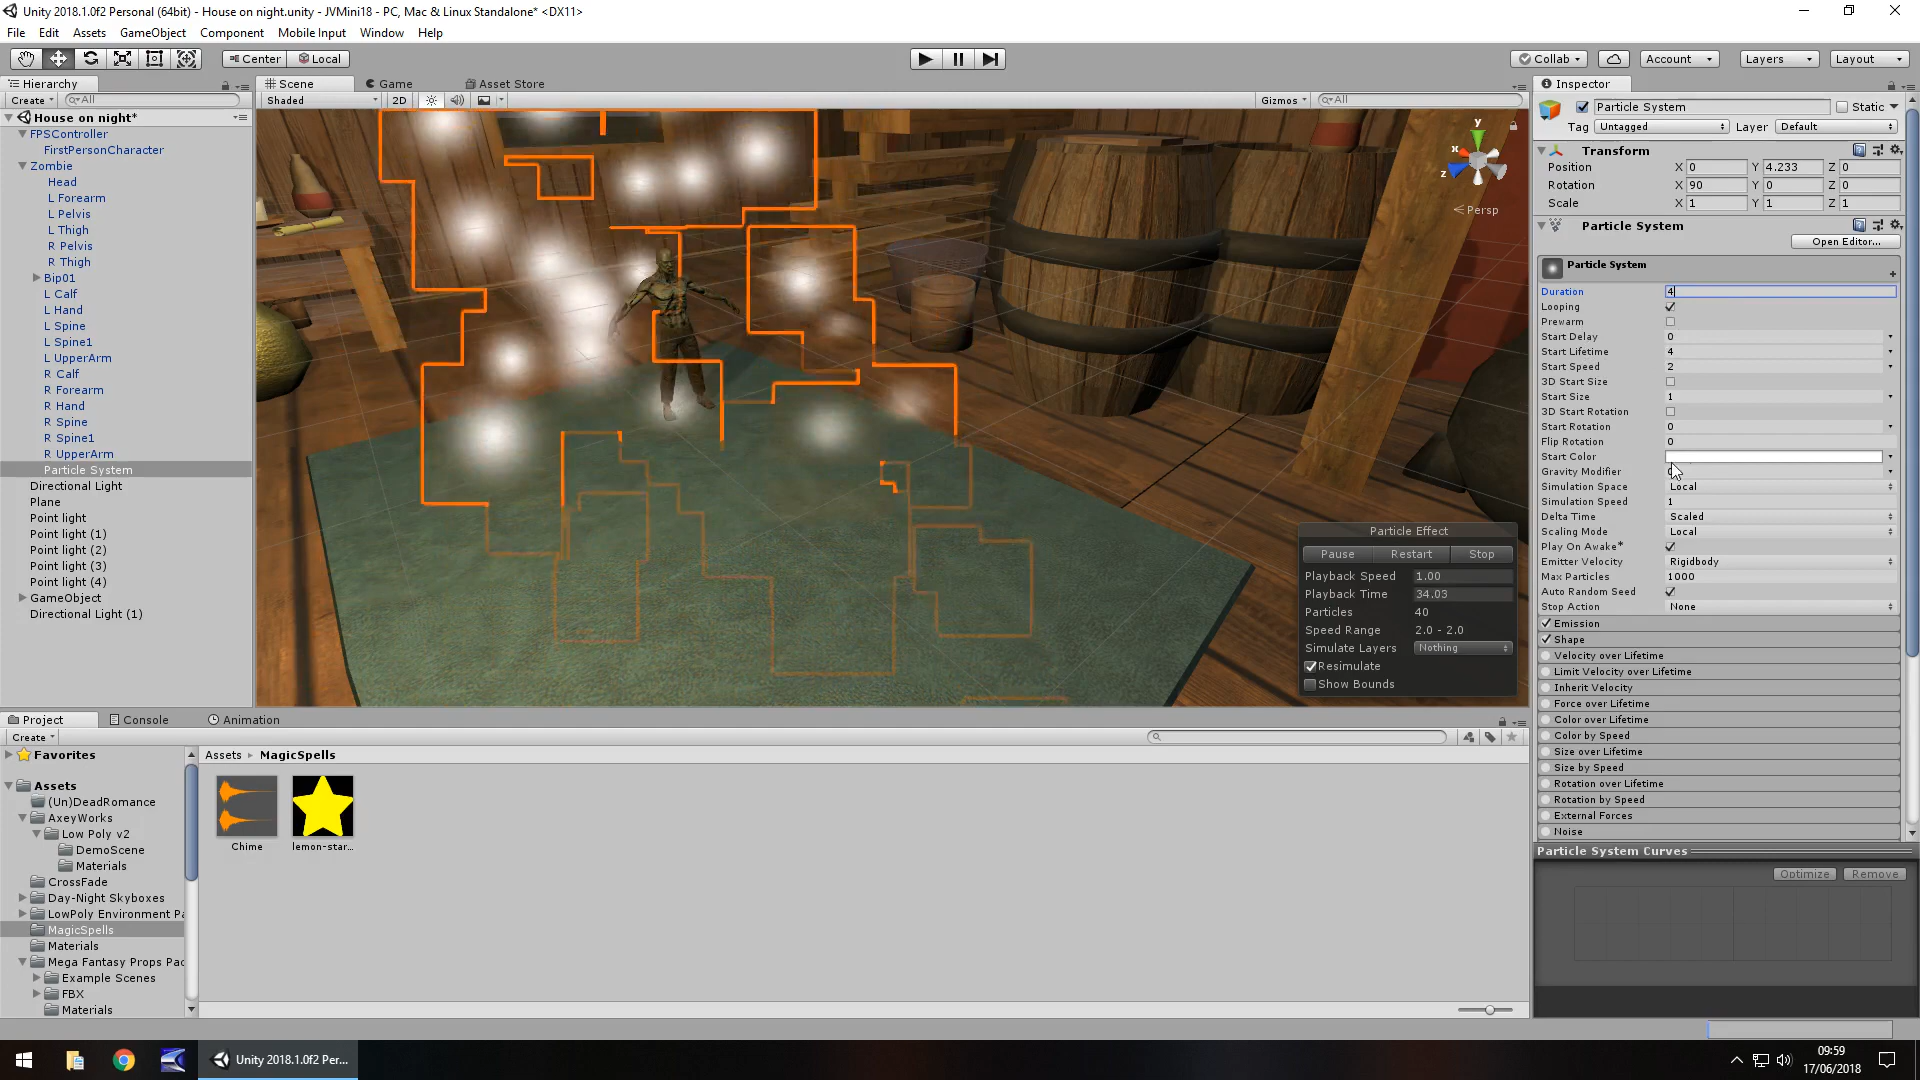 Unity 2018.1.0f2 Personal (64bit) - House on night.unity - JVMini18 - PC, Mac & Linux Standalone* <DX11>
File Edit Assets GameObject Component Mobile Input Window Help
Center Local
Collab Account Layers Layout
Hierarchy
Create All
House on night*
FPSController
FirstPersonCharacter
Zombie
Head
L Forearm
L Pelvis
L Thigh
R Pelvis
R Thigh
Bip01
L Calf
L Hand
L Spine
L Spine1
L UpperArm
R Calf
R Forearm
R Hand
R Spine
R Spine1
R UpperArm
Particle System
Directional Light
Plane
Point light
Point light (1)
Point light (2)
Point light (3)
Point light (4)
GameObject
Directional Light (1)
Scene Game Asset Store
Shaded 2D Gizmos All
y
x
z
Persp
Particle Effect
Pause Restart Stop
Playback Speed 1.00
Playback Time 34.03
Particles 40
Speed Range 2.0 - 2.0
Simulate Layers Nothing
Resimulate
Show Bounds
Inspector
Particle System Static
Tag Untagged Layer Default
Transform
Position X 0 Y 4.233 Z 0
Rotation X 90 Y 0 Z 0
Scale X 1 Y 1 Z 1
Particle System
Open Editor...
Particle System
Duration 4
Looping
Prewarm
Start Delay 0
Start Lifetime 4
Start Speed 2
3D Start Size
Start Size 1
3D Start Rotation
Start Rotation 0
Flip Rotation 0
Start Color
Gravity Modifier
Simulation Space Local
Simulation Speed 1
Delta Time Scaled
Scaling Mode Local
Play On Awake*
Emitter Velocity Rigidbody
Max Particles 1000
Auto Random Seed
Stop Action None
Emission
Shape
Velocity over Lifetime
Limit Velocity over Lifetime
Inherit Velocity
Force over Lifetime
Color over Lifetime
Color by Speed
Size over Lifetime
Size by Speed
Rotation over Lifetime
Rotation by Speed
External Forces
Noise
Particle System Curves
Optimize Remove
Project Console Animation
Create
Favorites
Assets
(Un)DeadRomance
AxeyWorks
Low Poly v2
DemoScene
Materials
CrossFade
Day-Night Skyboxes
LowPoly Environment Pa
MagicSpells
Materials
Mega Fantasy Props Pac
Example Scenes
FBX
Materials
Assets MagicSpells
Chime
lemon-star...
Unity 2018.1.0f2 Per...
09:59
17/06/2018